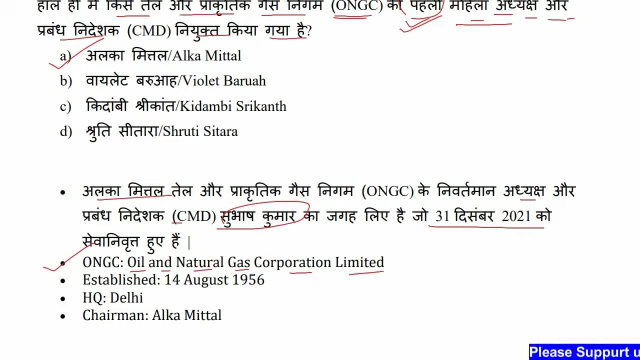 हाल ही में किसे तेल और प्राकृतिक गैस निगम (ONGC) की पहली महिला अध्यक्ष और
प्रबंध निदेशक (CMD) नियुक्त किया गया है?
a) अलका मित्तल/Alka Mittal
b) वायलेट बरुआह/Violet Baruah
c) किदांबी श्रीकांत/Kidambi Srikanth
d) श्रुति सीतारा/Shruti Sitara
• अलका मित्तल तेल और प्राकृतिक गैस निगम (ONGC) के निवर्तमान अध्यक्ष और
प्रबंध निदेशक (CMD) सुभाष कुमार का जगह लिए है जो 31 दिसंबर 2021 को
सेवानिवृत्त हुए हैं |
• ONGC: Oil and Natural Gas Corporation Limited
• Established: 14 August 1956
• HQ: Delhi
• Chairman: Alka Mittal
Please Suppurt u